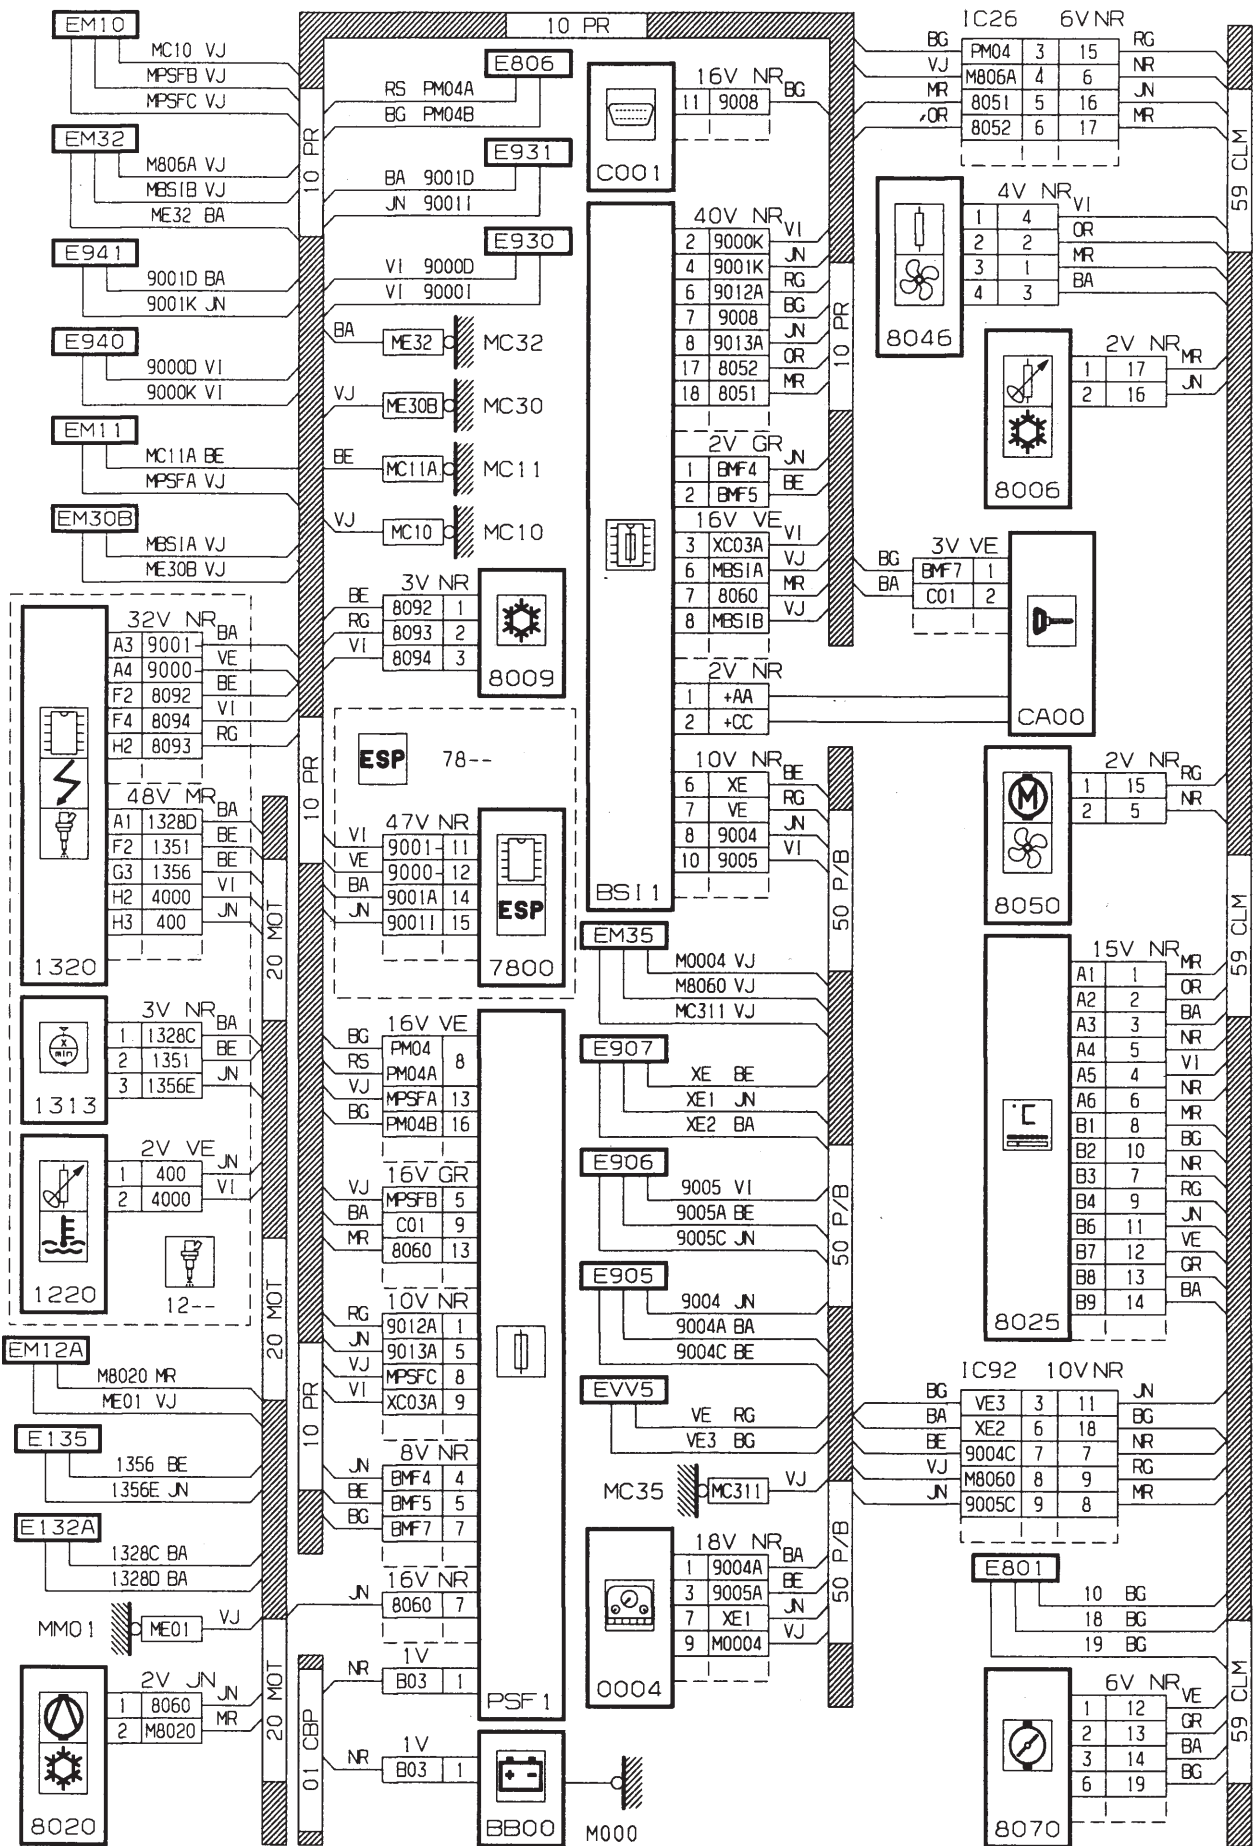 10 PR
EM10
MC10 VJ
MPSFB VJ
MPSFC VJ
EM32
M806A VJ
MBSIB VJ
ME32 BA
E941
9001D BA
9001K JN
E940
9000D VI
9000K VI
EM11
MC11A BE
MPSFA VJ
EM30B
MBSIA VJ
ME30B VJ
32V NR
A3 9001- BA
A4 9000- VE
F2 8092 BE
F4 8094 VI
H2 8093 RG
48V MR
A1 1328D BA
F2 1351 BE
G3 1356 BE
H2 4000 VI
H3 400 JN
1320
3V NR
1 1328C BA
2 1351 BE
3 1356E JN
x
min
1313
2V VE
1 400 JN
2 4000 VI
1220
12--
EM12A
M8020 MR
ME01 VJ
E135
1356 BE
1356E JN
E132A
1328C BA
1328D BA
MM01 ME01 VJ
2V JN
1 8060 JN
2 M8020 MR
8020
20 MOT
20 MOT
20 MOT
10 PR
10 PR
10 PR
01 CBP
E806
RS PM04A
BG PM04B
E931
BA 9001D
JN 9001I
E930
VI 9000D
VI 9000I
BA ME32 MC32
VJ ME30B MC30
BE MC11A MC11
VJ MC10 MC10
3V NR
BE 8092 1
RG 8093 2
VI 8094 3
8009
ESP 78--
47V NR
VI 9001- 11
VE 9000- 12
BA 9001A 14
JN 9001I 15
ESP
7800
16V VE
BG PM04 8
RS PM04A
VJ MPSFA 13
BG PM04B 16
16V GR
VJ MPSFB 5
BA C01 9
MR 8060 13
10V NR
RG 9012A 1
JN 9013A 5
VJ MPSFC 8
VI XC03A 9
8V NR
JN BMF4 4
BE BMF5 5
BG BMF7 7
16V NR
JN 8060 7
1V
NR B03 1
PSF1
1V
NR B03 1
+ -
BB00
M000
16V NR
11 9008 BG
C001
40V NR
2 9000K VI
4 9001K JN
6 9012A RG
7 9008 BG
8 9013A JN
17 8052 OR
18 8051 MR
2V GR
1 BMF4 JN
2 BMF5 BE
16V VE
3 XC03A VI
6 MBSIA VJ
7 8060 MR
8 MBSIB VJ
2V NR
1 +AA
2 +CC
10V NR
6 XE BE
7 VE RG
8 9004 JN
10 9005 VI
BSI1
10 PR
EM35
M0004 VJ
M8060 VJ
MC311 VJ
E907
XE BE
XE1 JN
XE2 BA
E906
9005 VI
9005A BE
9005C JN
E905
9004 JN
9004A BA
9004C BE
EVV5
VE RG
VE3 BG
MC35 MC311 VJ
18V NR
1 9004A BA
3 9005A BE
7 XE1 JN
9 M0004 VJ
0004
50 P/B
50 P/B
50 P/B
IC26 6V NR
BG PM04 3 15 RG
VJ M806A 4 6 NR
MR 8051 5 16 JN
OR 8052 6 17 MR
4V NR
1 4 VI
2 2 OR
3 1 MR
4 3 BA
8046
2V NR
1 17 MR
2 16 JN
8006
3V VE
BG BMF7 1
BA C01 2
CA00
2V NR
1 15 RG
2 5 NR
M
8050
15V NR
A1 1 MR
A2 2 OR
A3 3 BA
A4 5 NR
A5 4 VI
A6 6 NR
B1 8 MR
B2 10 BG
B3 7 NR
B4 9 RG
B6 11 JN
B7 12 VE
B8 13 GR
B9 14 BA
°C
8025
IC92 10V NR
BG VE3 3 11 JN
BA XE2 6 18 BG
BE 9004C 7 7 NR
VJ M8060 8 9 RG
JN 9005C 9 8 MR
E801
10 BG
18 BG
19 BG
6V NR
1 12 VE
2 13 GR
3 14 BA
6 19 BG
8070
59 CLM
59 CLM
59 CLM